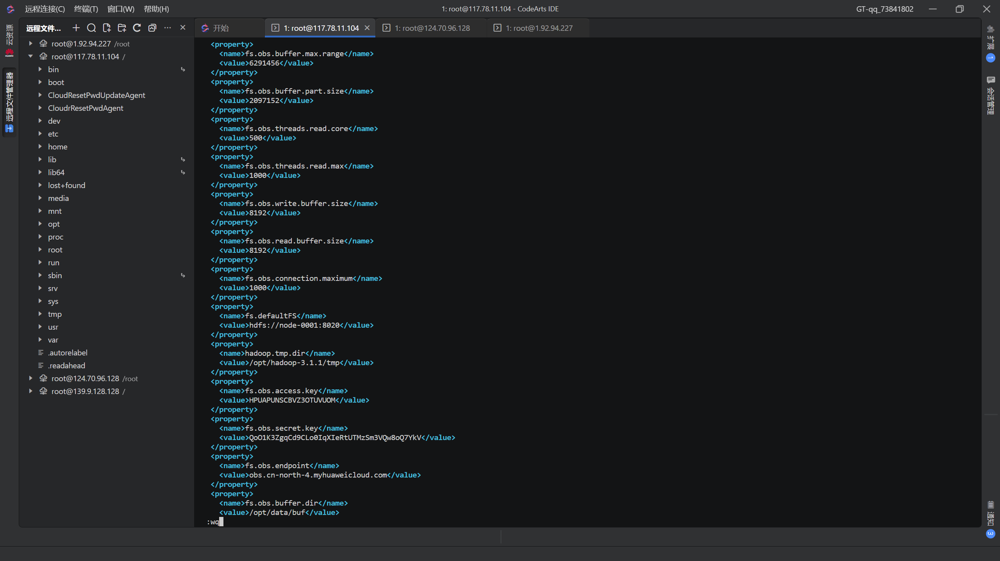 远程连接(C) 终端(T) 窗口(W) 帮助(H)
1: root@117.78.11.104 - CodeArts IDE
GT-qq_73841802
云资源
HUAWEI
远程文件管理器
远程文件...
root@1.92.94.227 /root
root@117.78.11.104 /
bin
boot
CloudResetPwdUpdateAgent
CloudrResetPwdAgent
dev
etc
home
lib
lib64
lost+found
media
mnt
opt
proc
root
run
sbin
srv
sys
tmp
usr
var
.autorelabel
.readahead
root@124.70.96.128 /root
root@139.9.128.128 /
开始
1: root@117.78.11.104
1: root@124.70.96.128
1: root@1.92.94.227
<property>
<name>fs.obs.buffer.max.range</name>
<value>6291456</value>
</property>
<property>
<name>fs.obs.buffer.part.size</name>
<value>2097152</value>
</property>
<property>
<name>fs.obs.threads.read.core</name>
<value>500</value>
</property>
<property>
<name>fs.obs.threads.read.max</name>
<value>1000</value>
</property>
<property>
<name>fs.obs.write.buffer.size</name>
<value>8192</value>
</property>
<property>
<name>fs.obs.read.buffer.size</name>
<value>8192</value>
</property>
<property>
<name>fs.obs.connection.maximum</name>
<value>1000</value>
</property>
<property>
<name>fs.defaultFS</name>
<value>hdfs://node-0001:8020</value>
</property>
<property>
<name>hadoop.tmp.dir</name>
<value>/opt/hadoop-3.1.1/tmp</value>
</property>
<property>
<name>fs.obs.access.key</name>
<value>HPUAPUNSCBVZ3OTUVUOM</value>
</property>
<property>
<name>fs.obs.secret.key</name>
<value>QoO1K3ZgqCd9CLo0IqXIeRtUTMzSm3VQw8oQ7YkV</value>
</property>
<property>
<name>fs.obs.endpoint</name>
<value>obs.cn-north-4.myhuaweicloud.com</value>
</property>
<property>
<name>fs.obs.buffer.dir</name>
<value>/opt/data/buf</value>
:wq
扩展
1
会话管理
通知
3